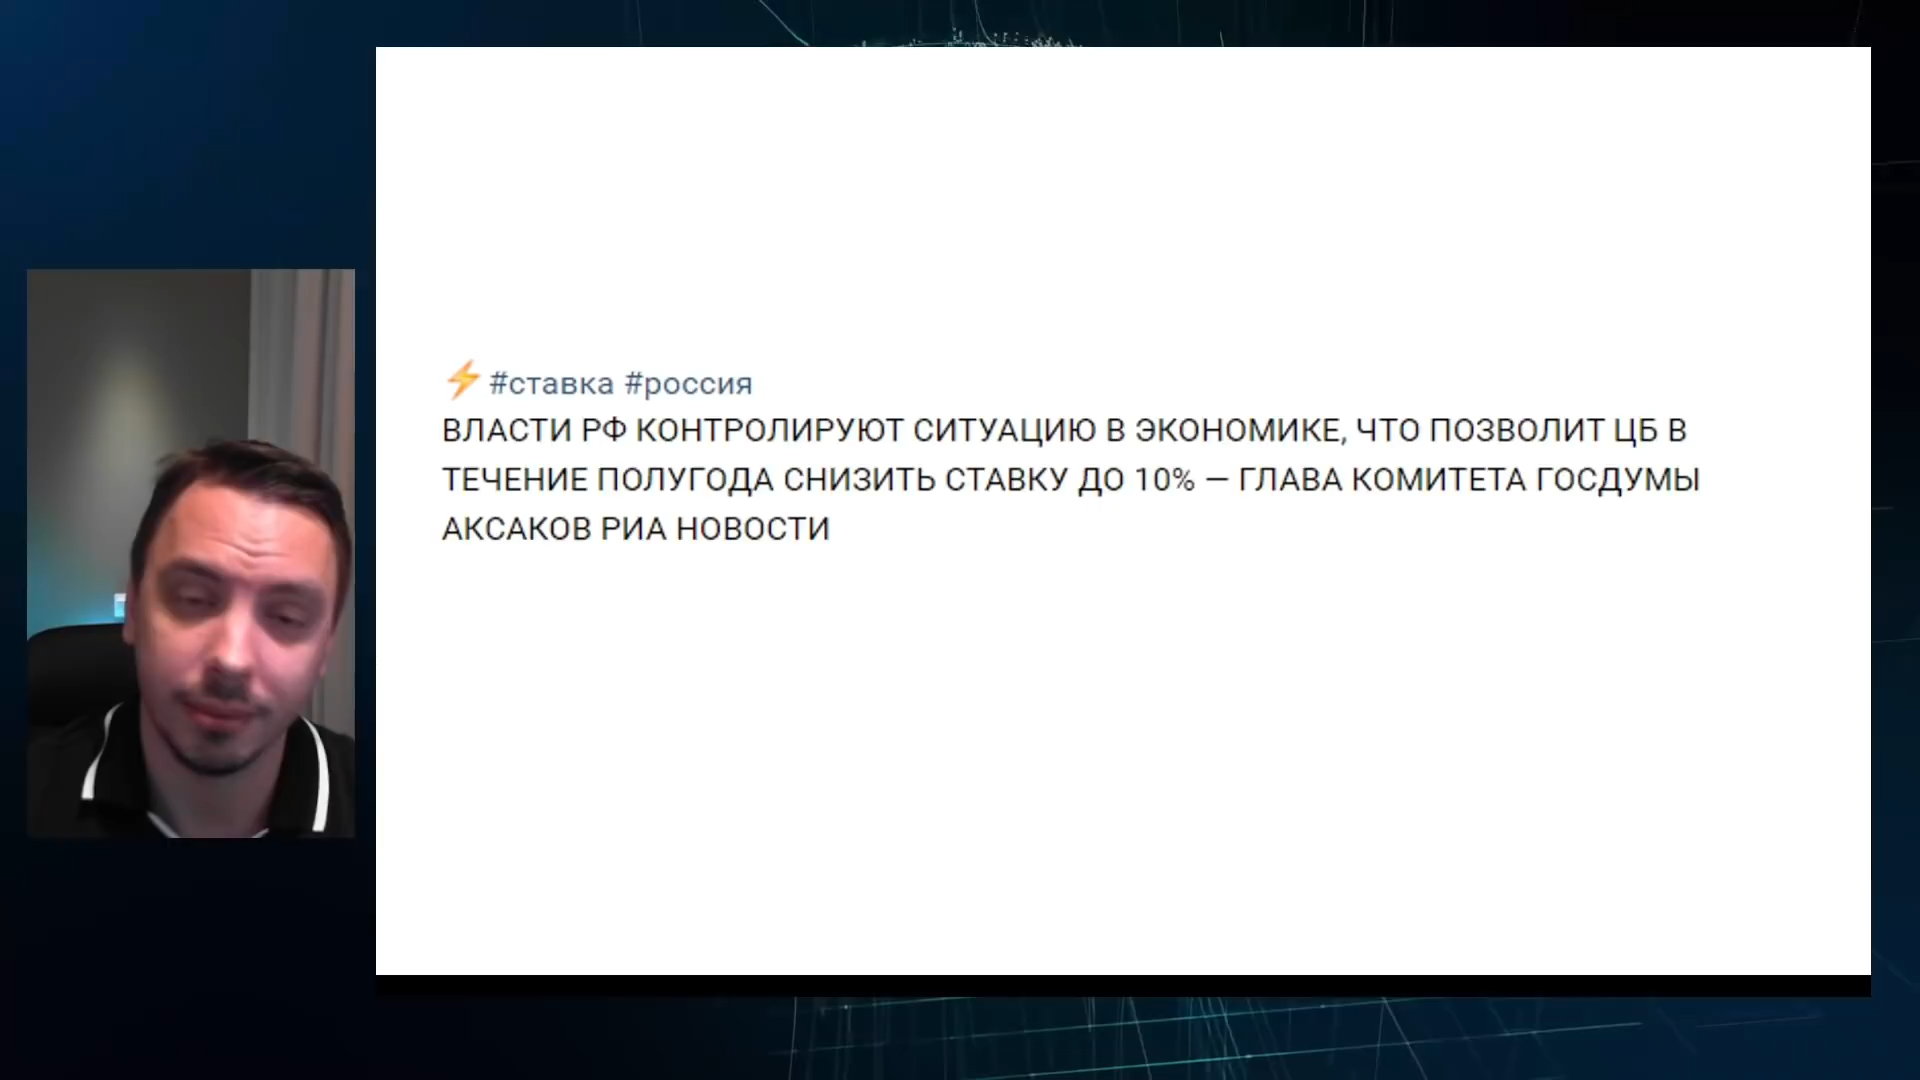 ⚡#ставка #россия
ВЛАСТИ РФ КОНТРОЛИРУЮТ СИТУАЦИЮ В ЭКОНОМИКЕ, ЧТО ПОЗВОЛИТ ЦБ В
ТЕЧЕНИЕ ПОЛУГОДА СНИЗИТЬ СТАВКУ ДО 10% — ГЛАВА КОМИТЕТА ГОСДУМЫ
АКСАКОВ РИА НОВОСТИ